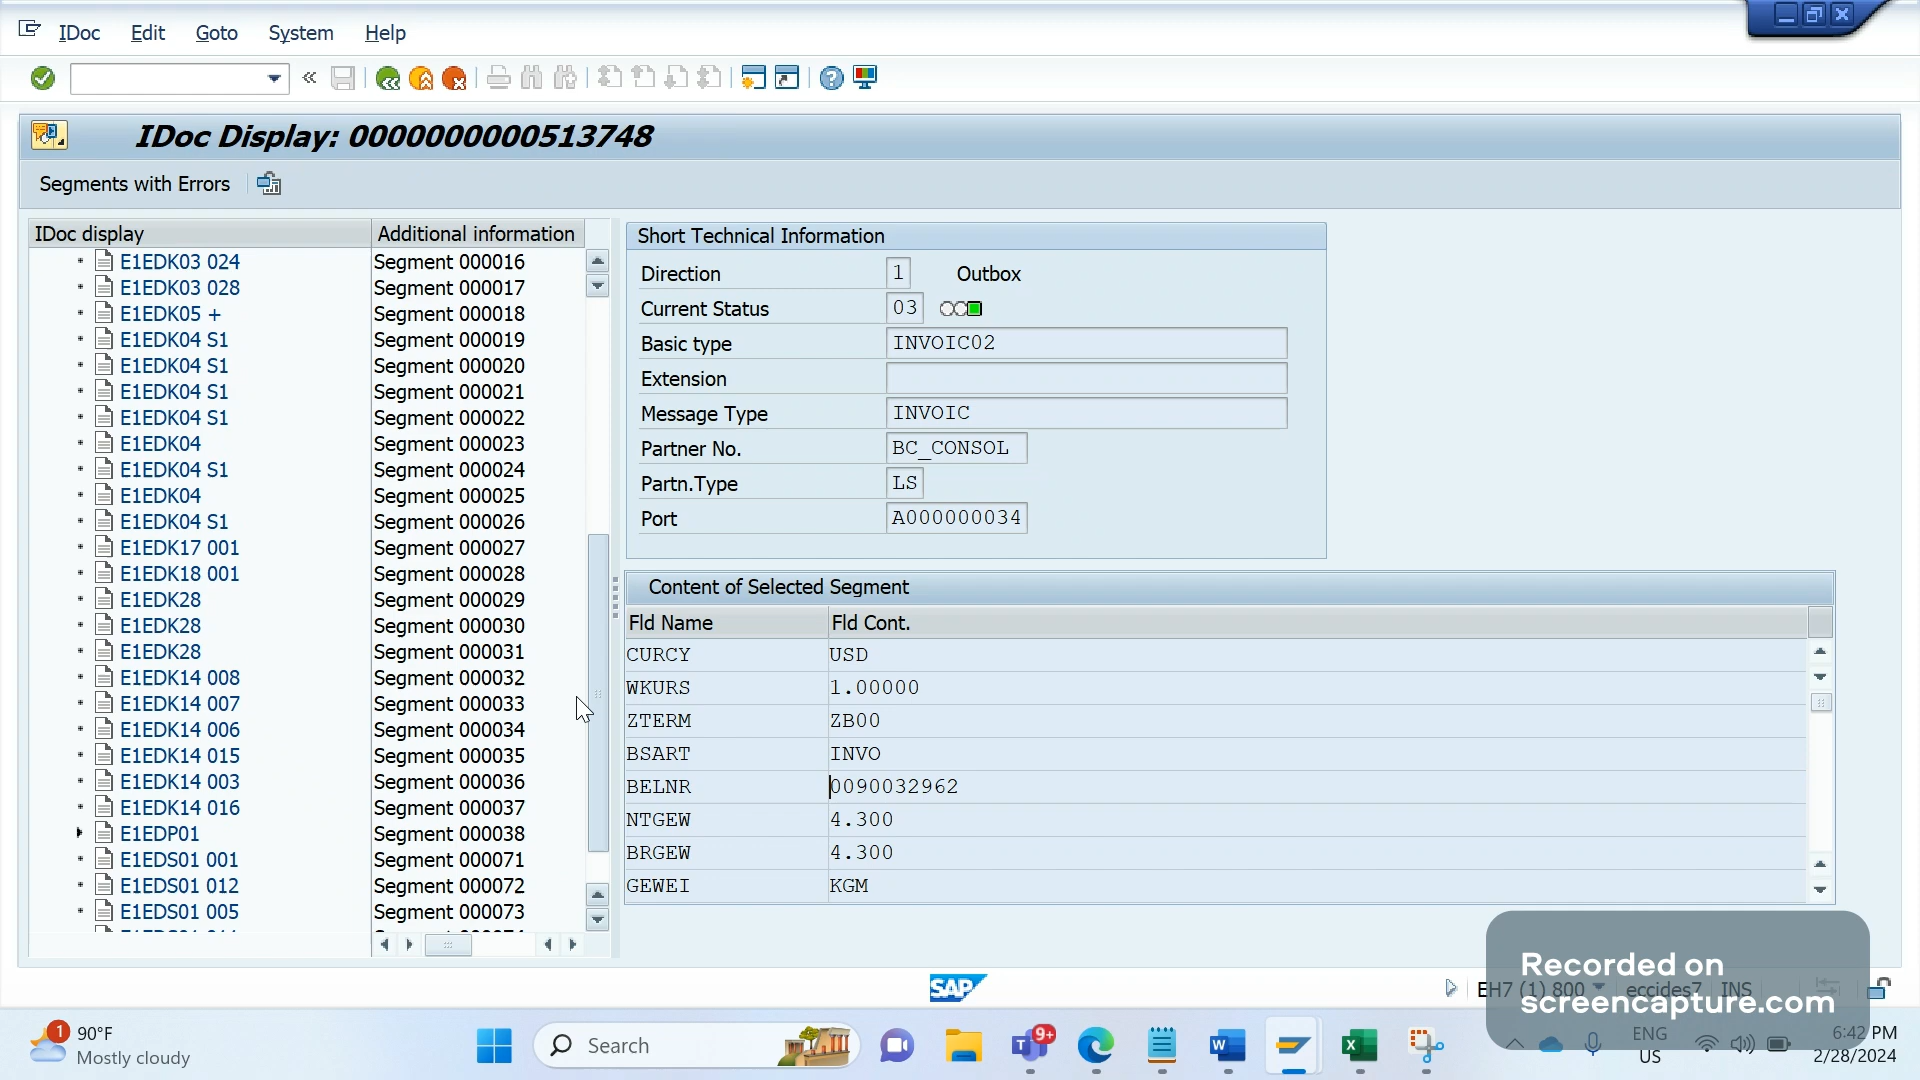 IDoc Edit Goto System Help
IDoc Display: 0000000000513748
Segments with Errors
IDoc display Additional information
E1EDK03 024 Segment 000016
E1EDK03 028 Segment 000017
E1EDK05 + Segment 000018
E1EDK04 S1 Segment 000019
E1EDK04 S1 Segment 000020
E1EDK04 S1 Segment 000021
E1EDK04 S1 Segment 000022
E1EDK04 Segment 000023
E1EDK04 S1 Segment 000024
E1EDK04 Segment 000025
E1EDK04 S1 Segment 000026
E1EDK17 001 Segment 000027
E1EDK18 001 Segment 000028
E1EDK28 Segment 000029
E1EDK28 Segment 000030
E1EDK28 Segment 000031
E1EDK14 008 Segment 000032
E1EDK14 007 Segment 000033
E1EDK14 006 Segment 000034
E1EDK14 015 Segment 000035
E1EDK14 003 Segment 000036
E1EDK14 016 Segment 000037
E1EDP01 Segment 000038
E1EDS01 001 Segment 000071
E1EDS01 012 Segment 000072
E1EDS01 005 Segment 000073
Short Technical Information
Direction 1 Outbox
Current Status 03
Basic type INVOIC02
Extension
Message Type INVOIC
Partner No. BC_CONSOL
Partn.Type LS
Port A000000034
Content of Selected Segment
Fld Name Fld Cont.
CURCY USD
WKURS 1.00000
ZTERM ZB00
BSART INVO
BELNR 0090032962
NTGEW 4.300
BRGEW 4.300
GEWEI KGM
SAP
EH7 (1) 800 eccides7 INS
Recorded on
screencapture.com
1
90°F
Mostly cloudy
Search
9+
ENG
US
6:42 PM
2/28/2024